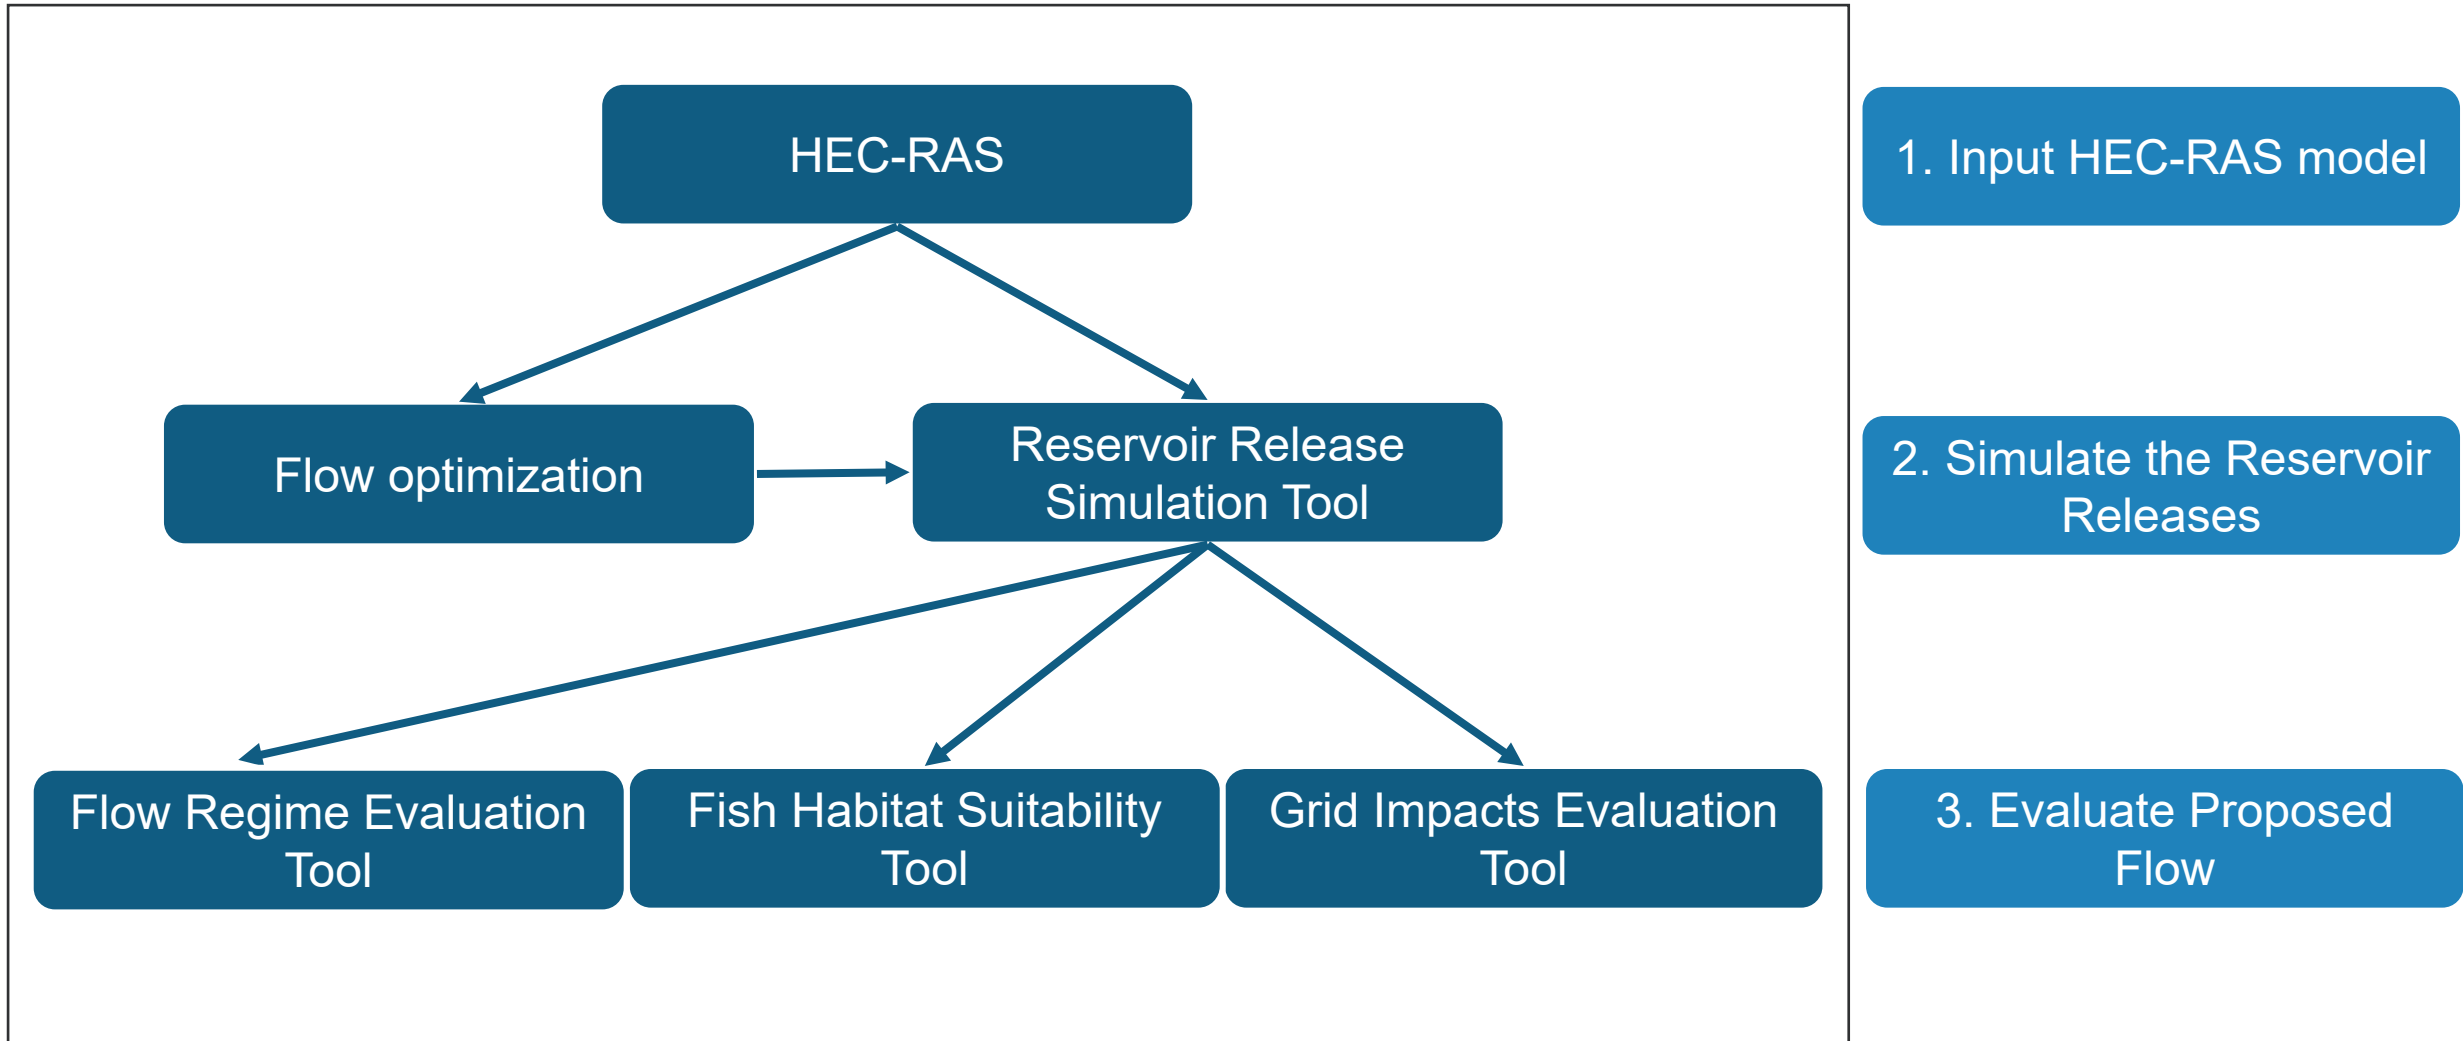 HEC-RAS
1. Input HEC-RAS model
Flow optimization
Reservoir Release
Simulation Tool
2. Simulate the Reservoir
Releases
Flow Regime Evaluation
Tool
Fish Habitat Suitability
Tool
Grid Impacts Evaluation
Tool
3. Evaluate Proposed
Flow